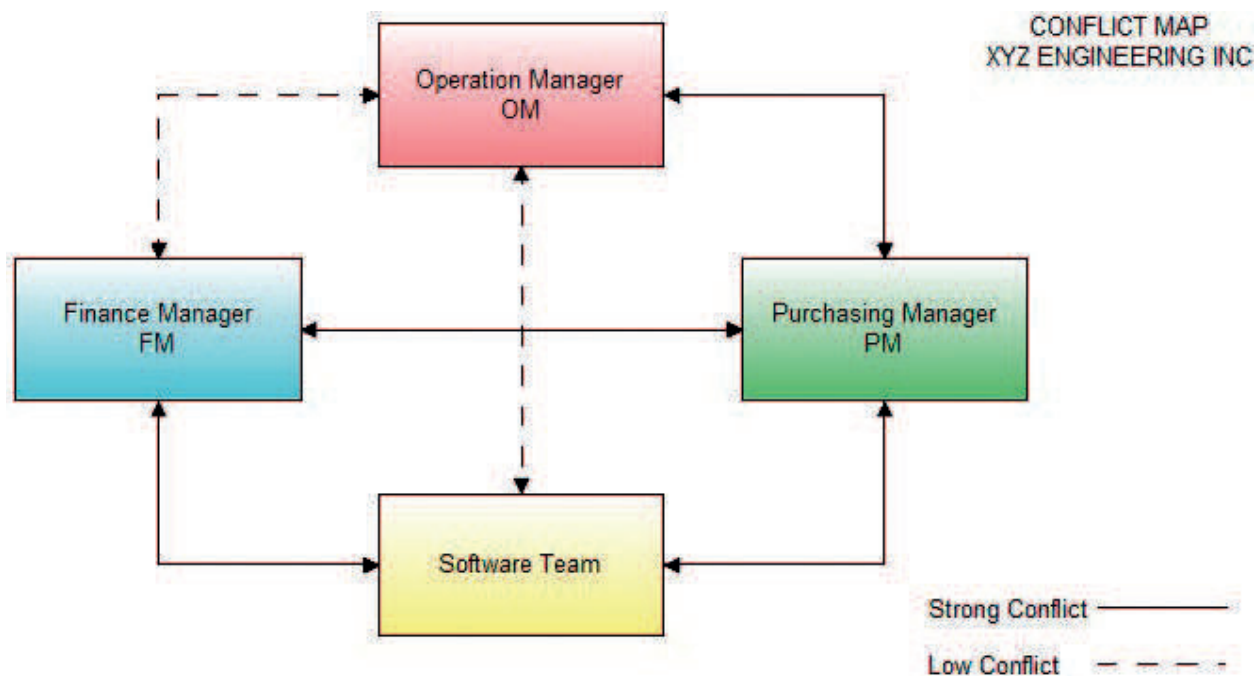 CONFLICT MAP
XYZ ENGINEERING INC
Operation Manager
OM
Finance Manager
FM
Purchasing Manager
PM
Software Team
Strong Conflict
Low Conflict